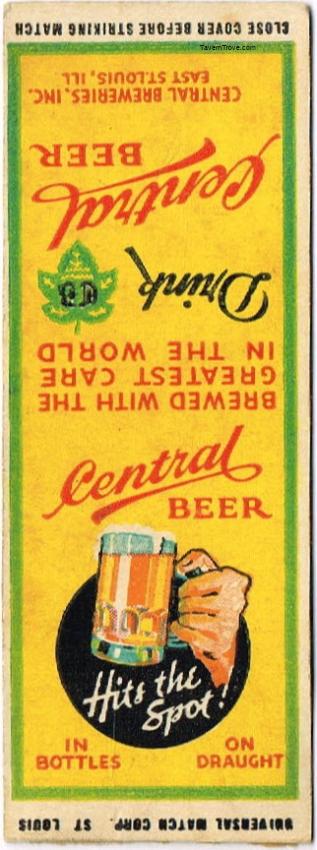 CLOSE COVER BEFORE STRIKING MATCH
TavernTrove.com
CENTRAL BREWERIES, INC.
EAST ST. LOUIS, ILL.
Central
BEER
Drink
CB
BREWED WITH THE
GREATEST CARE
IN THE WORLD
Central
BEER
Hits the
Spot!
IN
BOTTLES
ON
DRAUGHT
UNIVERSAL MATCH CORP. ST LOUIS